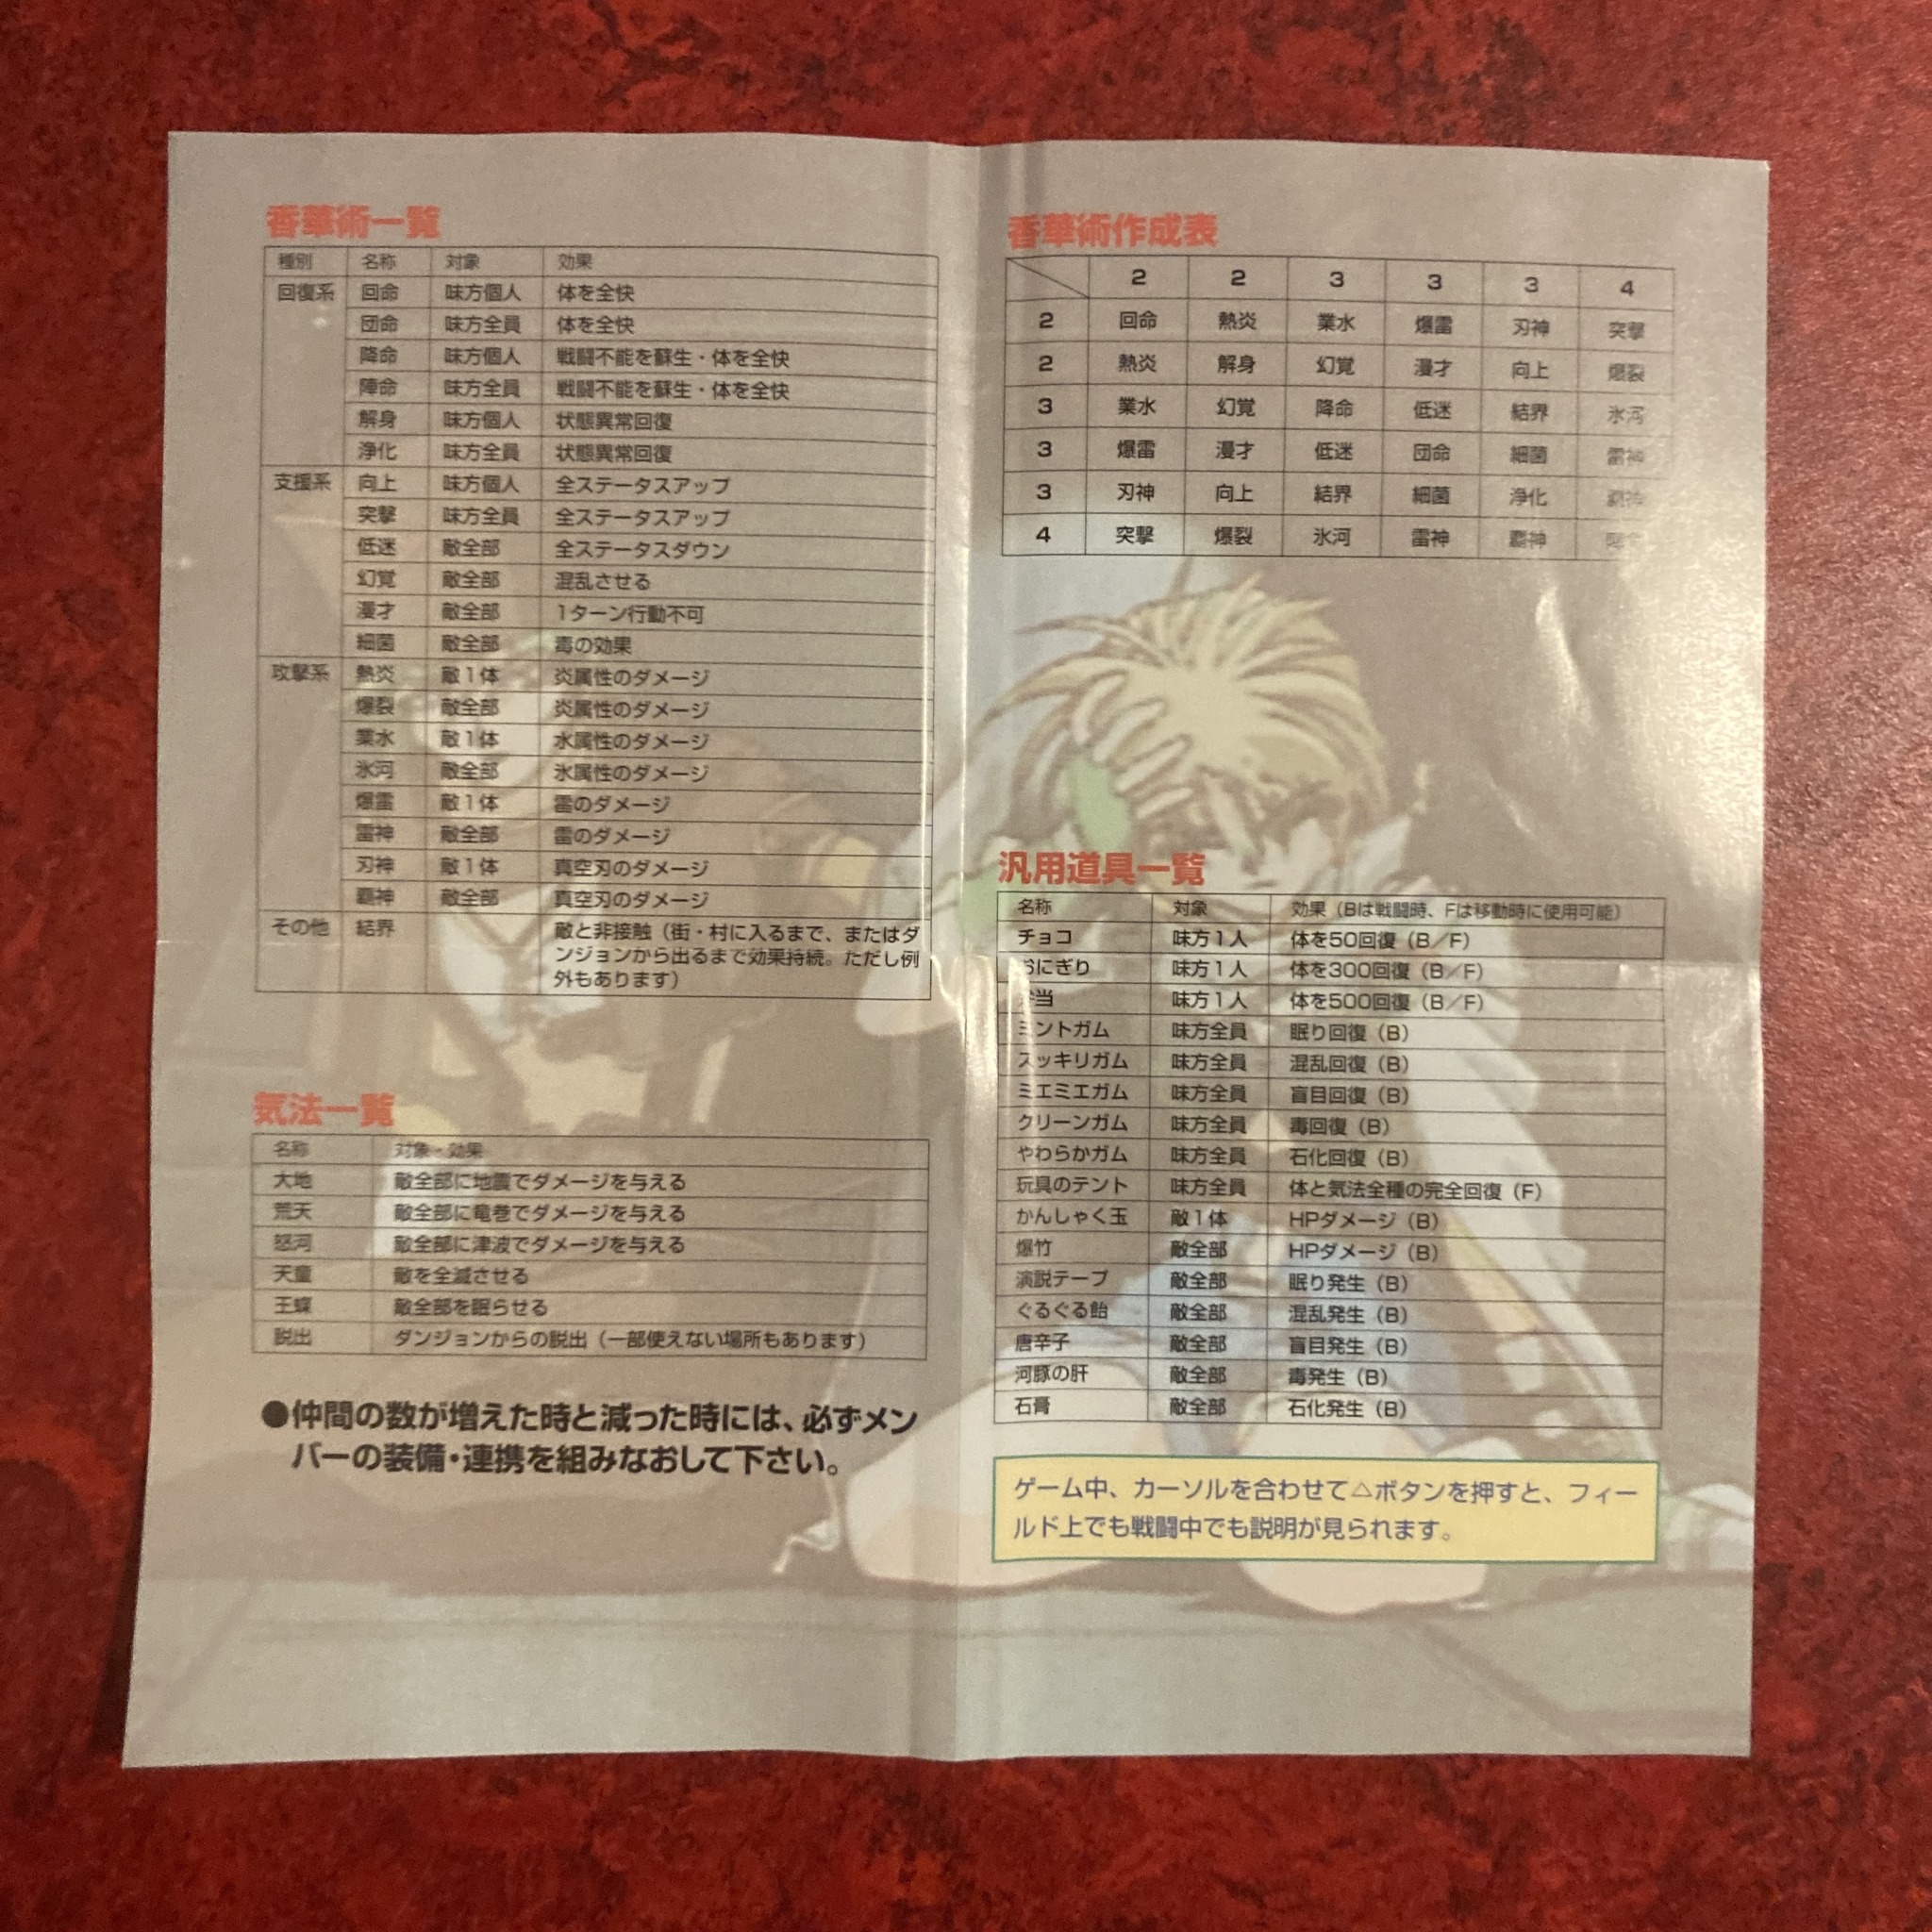 香華術一覧
種別 名称 対象 効果
回復系 回命 味方個人 体を全快
団命 味方全員 体を全快
降命 味方個人 戦闘不能を蘇生・体を全快
陣命 味方全員 戦闘不能を蘇生・体を全快
解身 味方個人 状態異常回復
浄化 味方全員 状態異常回復
支援系 向上 味方個人 全ステータスアップ
突撃 味方全員 全ステータスアップ
低迷 敵全部 全ステータスダウン
幻覚 敵全部 混乱させる
漫才 敵全部 1ターン行動不可
細菌 敵全部 毒の効果
攻撃系 熱炎 敵1体 炎属性のダメージ
爆裂 敵全部 炎属性のダメージ
業水 敵1体 水属性のダメージ
氷河 敵全部 氷属性のダメージ
爆雷 敵1体 雷のダメージ
雷神 敵全部 雷のダメージ
刃神 敵1体 真空刃のダメージ
覇神 敵全部 真空刃のダメージ
その他 結界 敵と非接触（街・村に入るまで、またはダ
ンジョンから出るまで効果持続。ただし例
外もあります）
気法一覧
名称 対象・効果
大地 敵全部に地震でダメージを与える
荒天 敵全部に竜巻でダメージを与える
怒河 敵全部に津波でダメージを与える
天童 敵を全滅させる
王蝶 敵全部を眠らせる
脱出 ダンジョンからの脱出（一部使えない場所もあります）
●仲間の数が増えた時と減った時には、必ずメン
バーの装備・連携を組みなおして下さい。
香華術作成表
2 2 3 3 3 4
2 回命 熱炎 業水 爆雷 刃神 突撃
2 熱炎 解身 幻覚 漫才 向上 爆裂
3 業水 幻覚 降命 低迷 結界 氷河
3 爆雷 漫才 低迷 団命 細菌 雷神
3 刃神 向上 結界 細菌 浄化 覇神
4 突撃 爆裂 氷河 雷神 覇神
汎用道具一覧
名称 対象 効果（Bは戦闘時、Fは移動時に使用可能）
チョコ 味方1人 体を50回復（B／F）
おにぎり 味方1人 体を300回復（B／F）
弁当 味方1人 体を500回復（B／F）
ミントガム 味方全員 眠り回復（B）
スッキリガム 味方全員 混乱回復（B）
ミエミエガム 味方全員 盲目回復（B）
クリーンガム 味方全員 毒回復（B）
やわらかガム 味方全員 石化回復（B）
玩具のテント 味方全員 体と気法全種の完全回復（F）
かんしゃく玉 敵1体 HPダメージ（B）
爆竹 敵全部 HPダメージ（B）
演説テープ 敵全部 眠り発生（B）
ぐるぐる飴 敵全部 混乱発生（B）
唐辛子 敵全部 盲目発生（B）
河豚の肝 敵全部 毒発生（B）
石膏 敵全部 石化発生（B）
ゲーム中、カーソルを合わせて△ボタンを押すと、フィー
ルド上でも戦闘中でも説明が見られます。